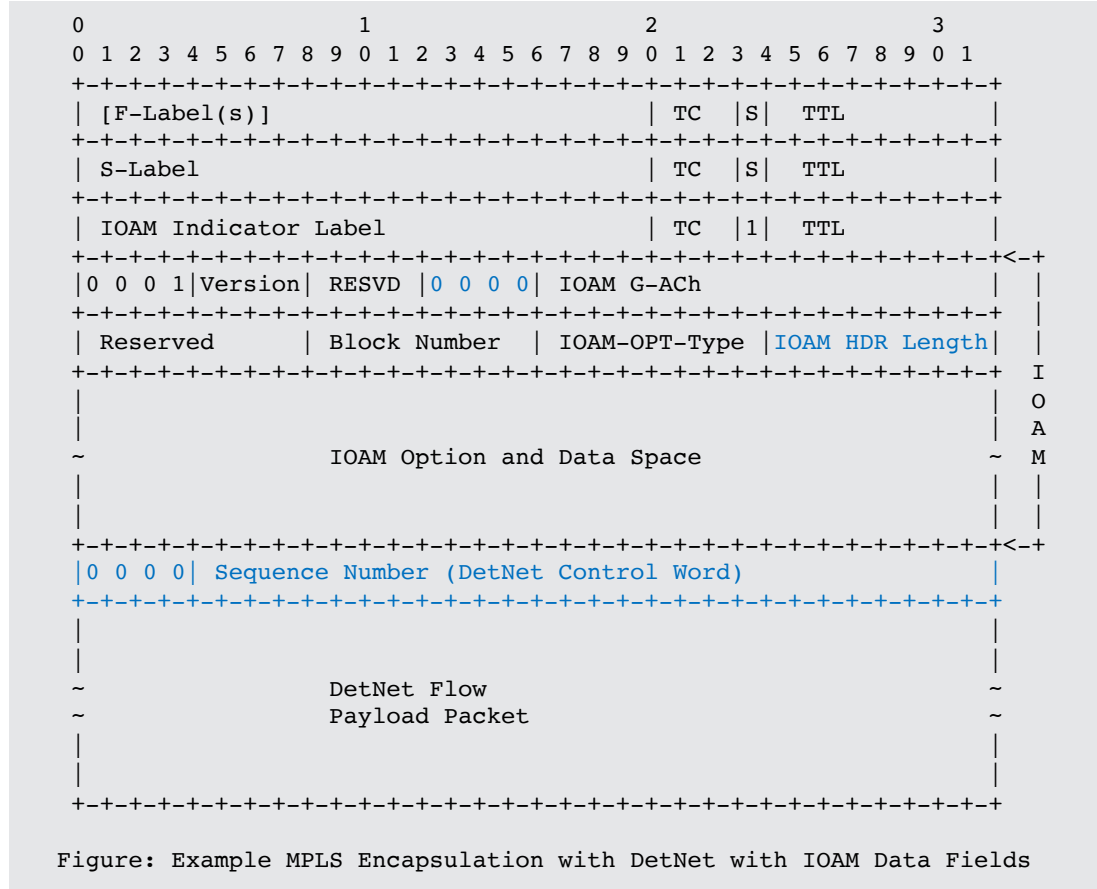 0                   1                   2                   3
0 1 2 3 4 5 6 7 8 9 0 1 2 3 4 5 6 7 8 9 0 1 2 3 4 5 6 7 8 9 0 1
+-+-+-+-+-+-+-+-+-+-+-+-+-+-+-+-+-+-+-+-+-+-+-+-+-+-+-+-+-+-+-+-+
| [F-Label(s)]                          | TC  |S|  TTL          |
+-+-+-+-+-+-+-+-+-+-+-+-+-+-+-+-+-+-+-+-+-+-+-+-+-+-+-+-+-+-+-+-+
| S-Label                               | TC  |S|  TTL          |
+-+-+-+-+-+-+-+-+-+-+-+-+-+-+-+-+-+-+-+-+-+-+-+-+-+-+-+-+-+-+-+-+
| IOAM Indicator Label                  | TC  |1|  TTL          |
+-+-+-+-+-+-+-+-+-+-+-+-+-+-+-+-+-+-+-+-+-+-+-+-+-+-+-+-+-+-+-+-+<-+
|0 0 0 1|Version| RESVD |0 0 0 0| IOAM G-ACh                    |  |
+-+-+-+-+-+-+-+-+-+-+-+-+-+-+-+-+-+-+-+-+-+-+-+-+-+-+-+-+-+-+-+-+  |
| Reserved      | Block Number  | IOAM-OPT-Type |IOAM HDR Length|  |
+-+-+-+-+-+-+-+-+-+-+-+-+-+-+-+-+-+-+-+-+-+-+-+-+-+-+-+-+-+-+-+-+  I
|                                                               |  O
|                                                               |  A
~                 IOAM Option and Data Space                    ~  M
|                                                               |  |
|                                                               |  |
+-+-+-+-+-+-+-+-+-+-+-+-+-+-+-+-+-+-+-+-+-+-+-+-+-+-+-+-+-+-+-+-+<-+
|0 0 0 0| Sequence Number (DetNet Control Word)                 |
+-+-+-+-+-+-+-+-+-+-+-+-+-+-+-+-+-+-+-+-+-+-+-+-+-+-+-+-+-+-+-+-+
|                                                               |
|                                                               |
~                 DetNet Flow                                   ~
~                 Payload Packet                                ~
|                                                               |
|                                                               |
+-+-+-+-+-+-+-+-+-+-+-+-+-+-+-+-+-+-+-+-+-+-+-+-+-+-+-+-+-+-+-+-+
Figure: Example MPLS Encapsulation with DetNet with IOAM Data Fields